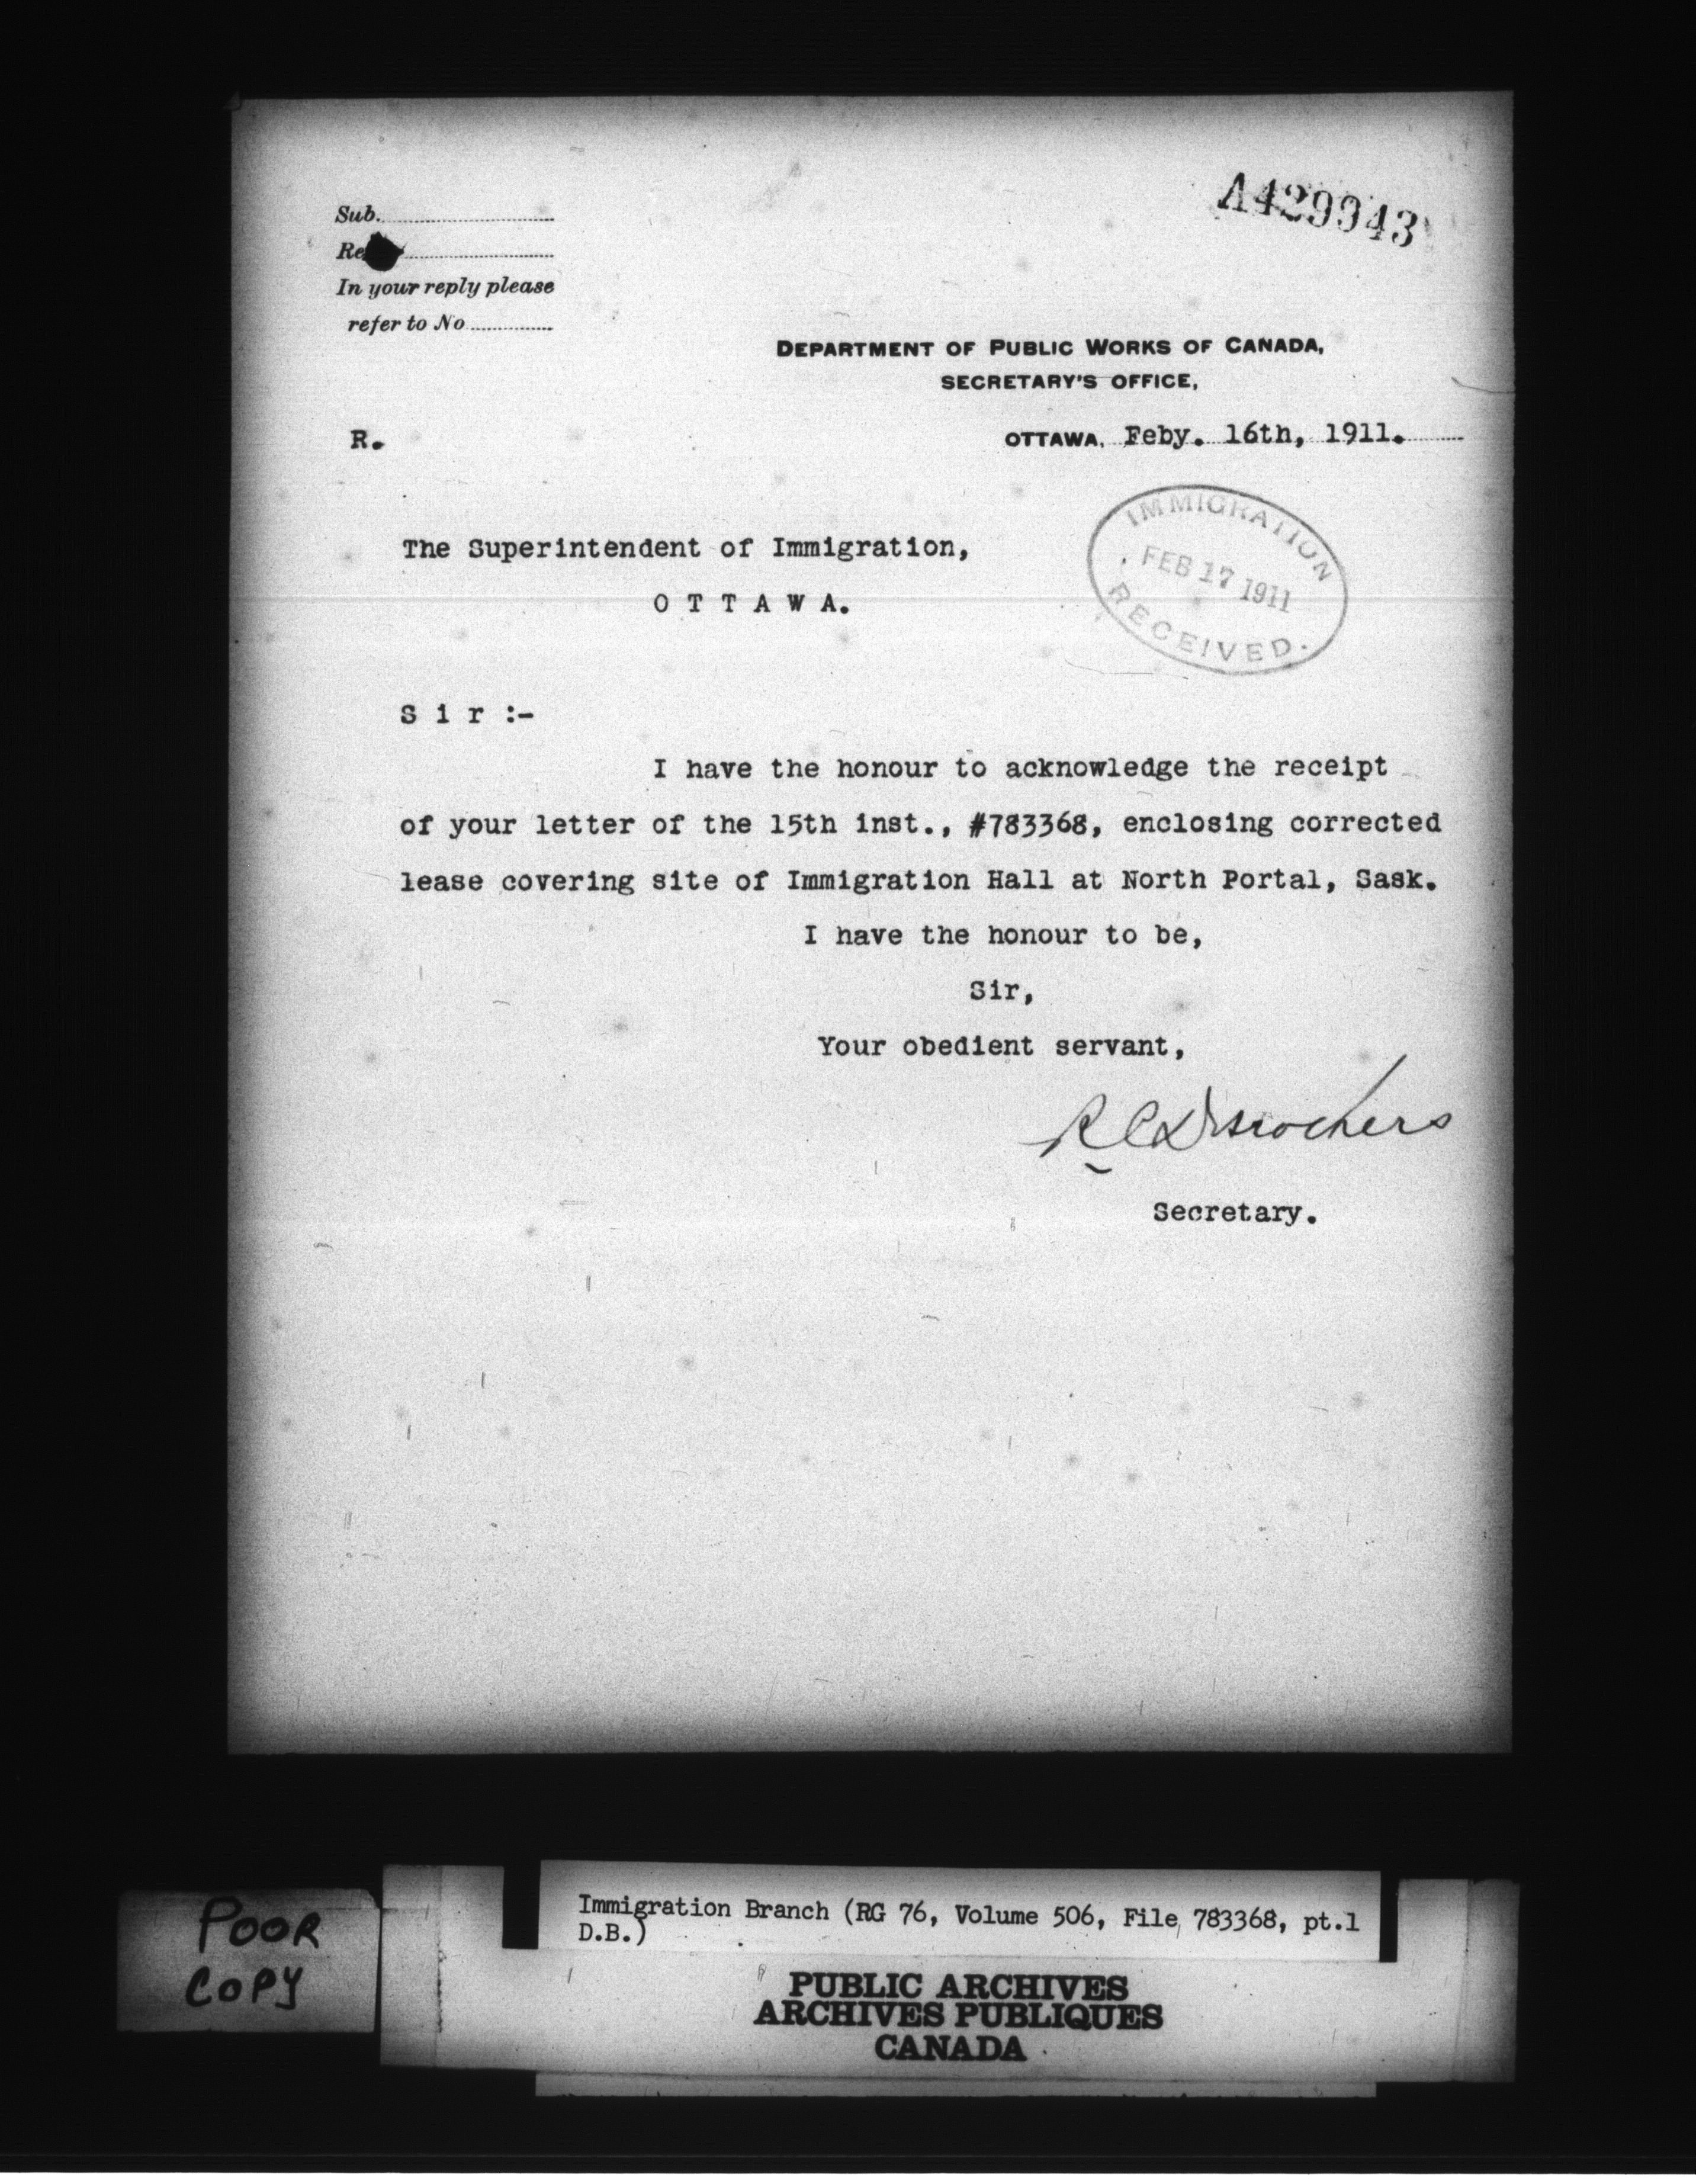 A429943
Sub.
Re
In your reply please
refer to No
DEPARTMENT OF PUBLIC WORKS OF CANADA,
SECRETARY'S OFFICE,
R.
OTTAWA, Feby. 16th, 1911.
IMMIGRATION
FEB 17 1911
RECEIVED.
The Superintendent of Immigration,
O T T A W A.
S i r :-
I have the honour to acknowledge the receipt
of your letter of the 15th inst., #783368, enclosing corrected
lease covering site of Immigration Hall at North Portal, Sask.
I have the honour to be,
Sir,
Your obedient servant,
R C Desrochers
Secretary.
POOR
COPY
Immigration Branch (RG 76, Volume 506, File 783368, pt.1
D.B.)
PUBLIC ARCHIVES
ARCHIVES PUBLIQUES
CANADA